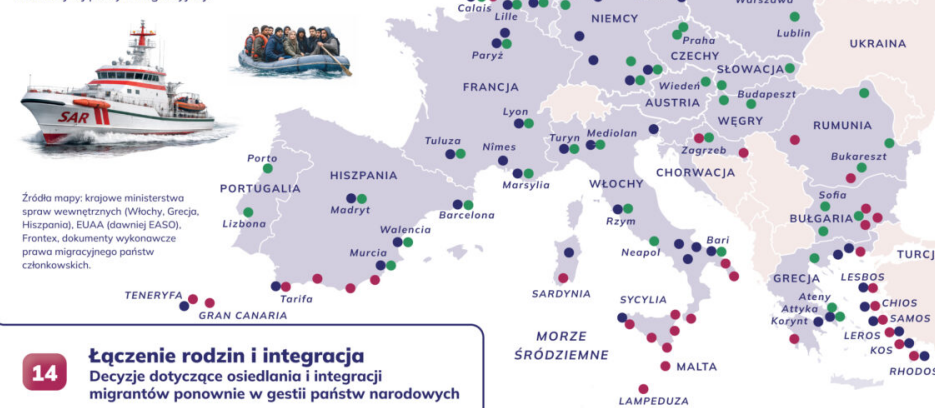 Calais
Lille
NIEMCY
Warszawa
Lublin
Praha
CZECHY
UKRAINA
Paryż
SŁOWACJA
FRANCJA
Wiedeń
Budapeszt
AUSTRIA
SAR
Lyon
WĘGRY
RUMUNIA
Tuluza
Nîmes
Turyn
Mediolan
Zagrzeb
Bukareszt
Porto
HISZPANIA
Marsylia
WŁOCHY
CHORWACJA
PORTUGALIA
Madryt
Barcelona
Rzym
Sofia
BUŁGARIA
Lizbona
Walencja
Neapol
Bari
Murcia
TURCJ
Źródła mapy: krajowe ministerstwa
spraw wewnętrznych (Włochy, Grecja,
Hiszpania), EUAA (dawniej EASO),
Frontex, dokumenty wykonawcze
prawa migracyjnego państw
członkowskich.
GRECJA
LESBOS
TENERYFA
Tarifa
SARDYNIA
SYCYLIA
Ateny
Attyka
CHIOS
GRAN CANARIA
Korynt
SAMOS
MORZE
ŚRÓDZIEMNE
LEROS
KOS
MALTA
RHODOS
LAMPEDUZA
14
Łączenie rodzin i integracja
Decyzje dotyczące osiedlania i integracji
migrantów ponownie w gestii państw narodowych